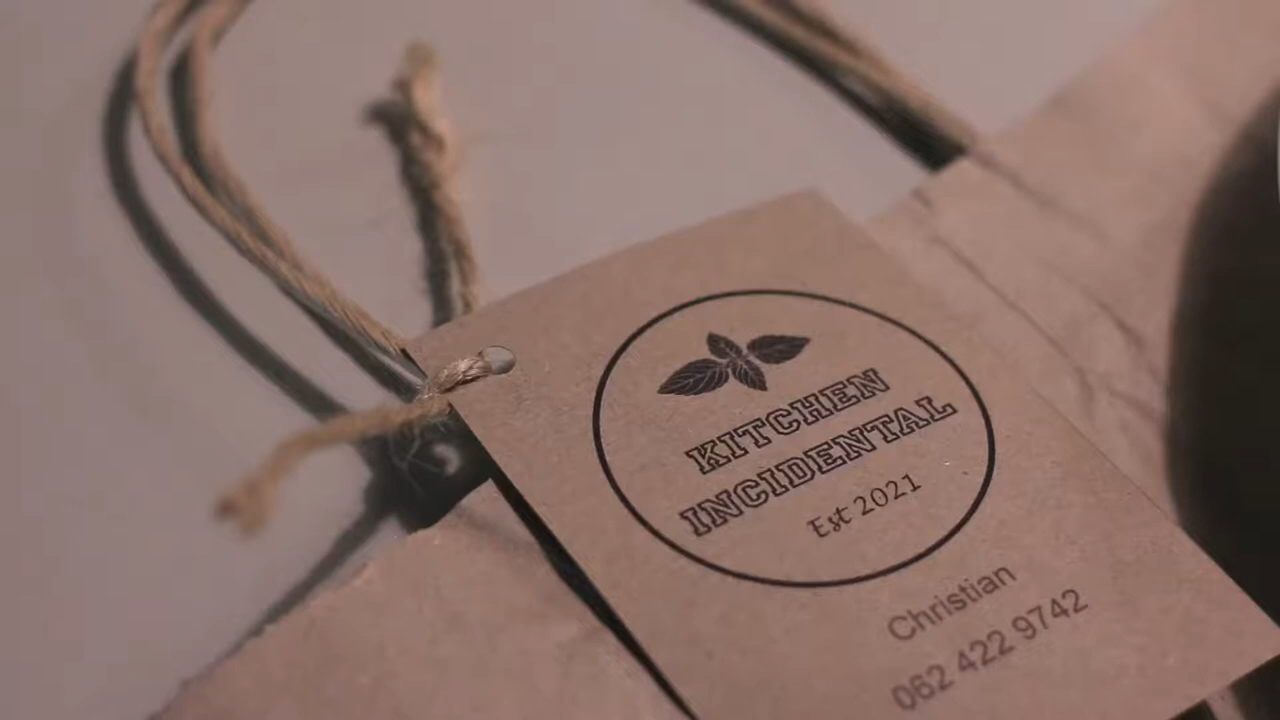 KITCHEN
INCIDENTAL
Est 2021
Christian
062 422 9742